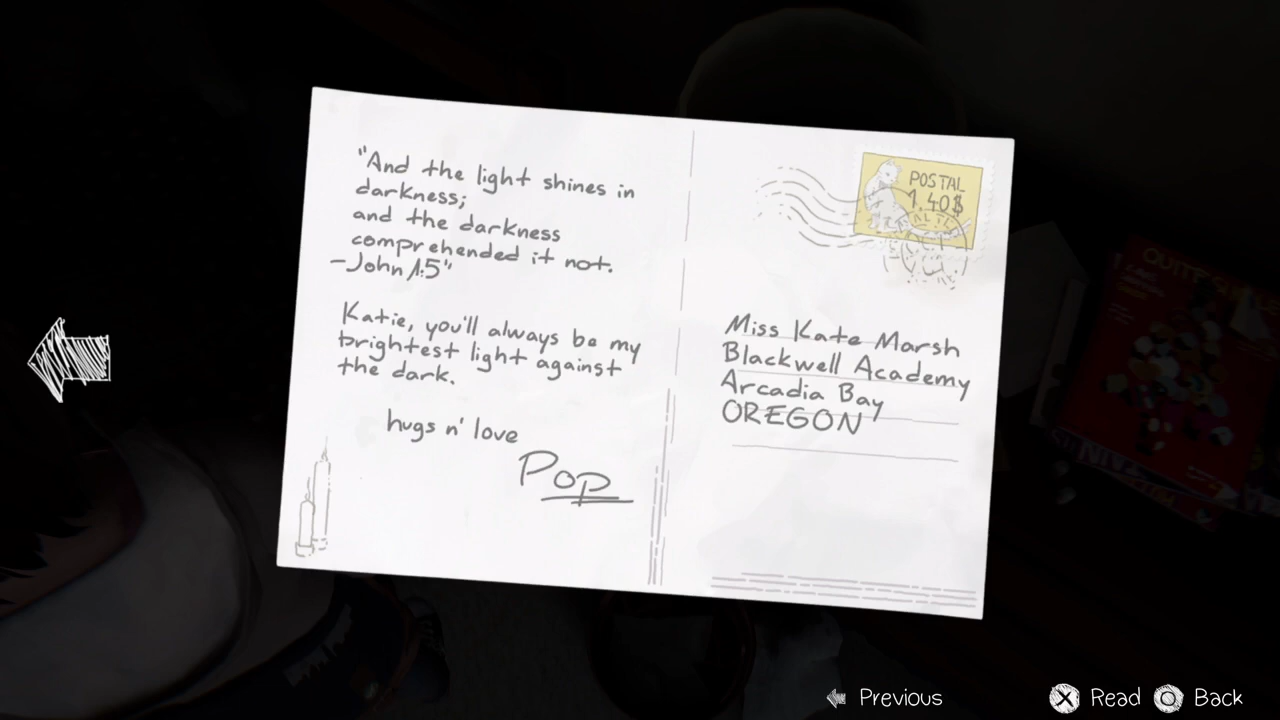 "And the light shines in
darkness;
and the darkness
comprehended it not.
-John 1:5"
Katie, you'll always be my
brightest light against
the dark.
hugs n' love
Pop
POSTAL
1.40$
Miss Kate Marsh
Blackwell Academy
Arcadia Bay
OREGON
Previous
X Read
Back